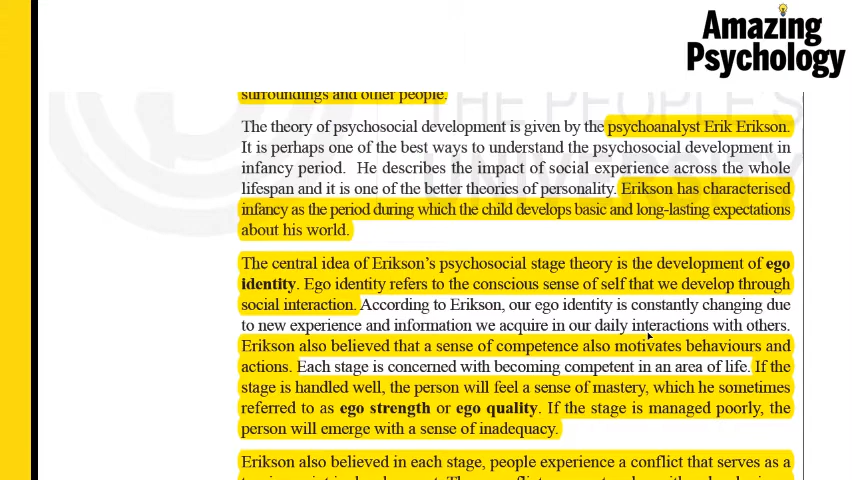 Amazing
Psychology
surroundings and other people.
THE PEOPLE'S
UNIVERSITY
The theory of psychosocial development is given by the psychoanalyst Erik Erikson.
It is perhaps one of the best ways to understand the psychosocial development in
infancy period. He describes the impact of social experience across the whole
lifespan and it is one of the better theories of personality. Erikson has characterised
infancy as the period during which the child develops basic and long-lasting expectations
about his world.
The central idea of Erikson's psychosocial stage theory is the development of ego
identity. Ego identity refers to the conscious sense of self that we develop through
social interaction. According to Erikson, our ego identity is constantly changing due
to new experience and information we acquire in our daily interactions with others.
Erikson also believed that a sense of competence also motivates behaviours and
actions. Each stage is concerned with becoming competent in an area of life. If the
stage is handled well, the person will feel a sense of mastery, which he sometimes
referred to as ego strength or ego quality. If the stage is managed poorly, the
person will emerge with a sense of inadequacy.
Erikson also believed in each stage, people experience a conflict that serves as a